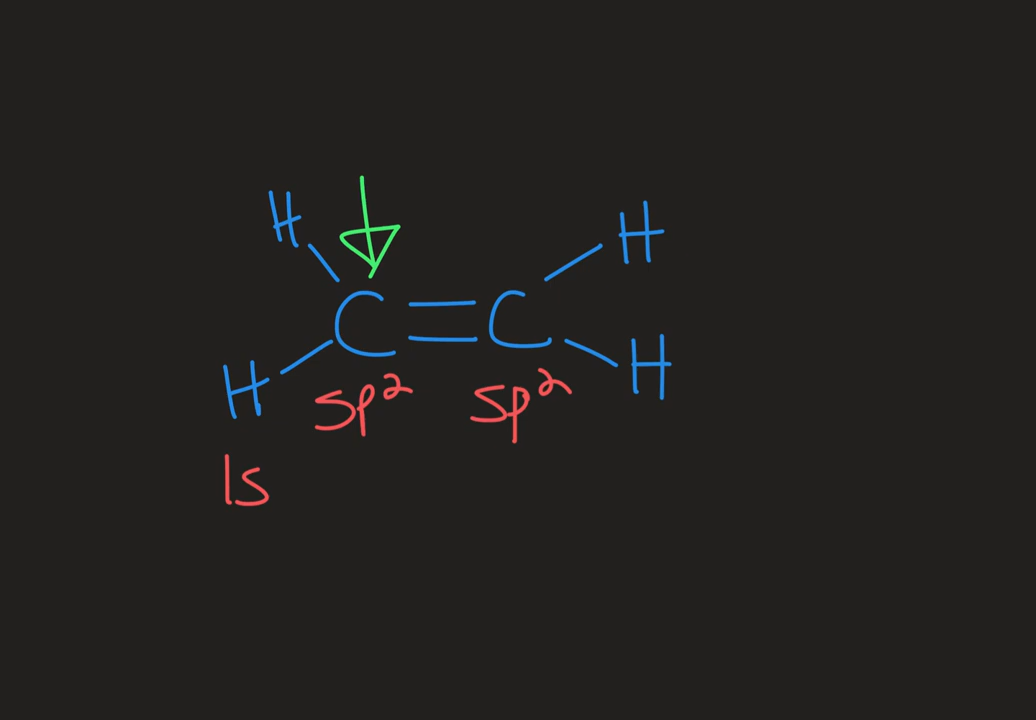 H H
C = C
H H
sp² sp²
1s